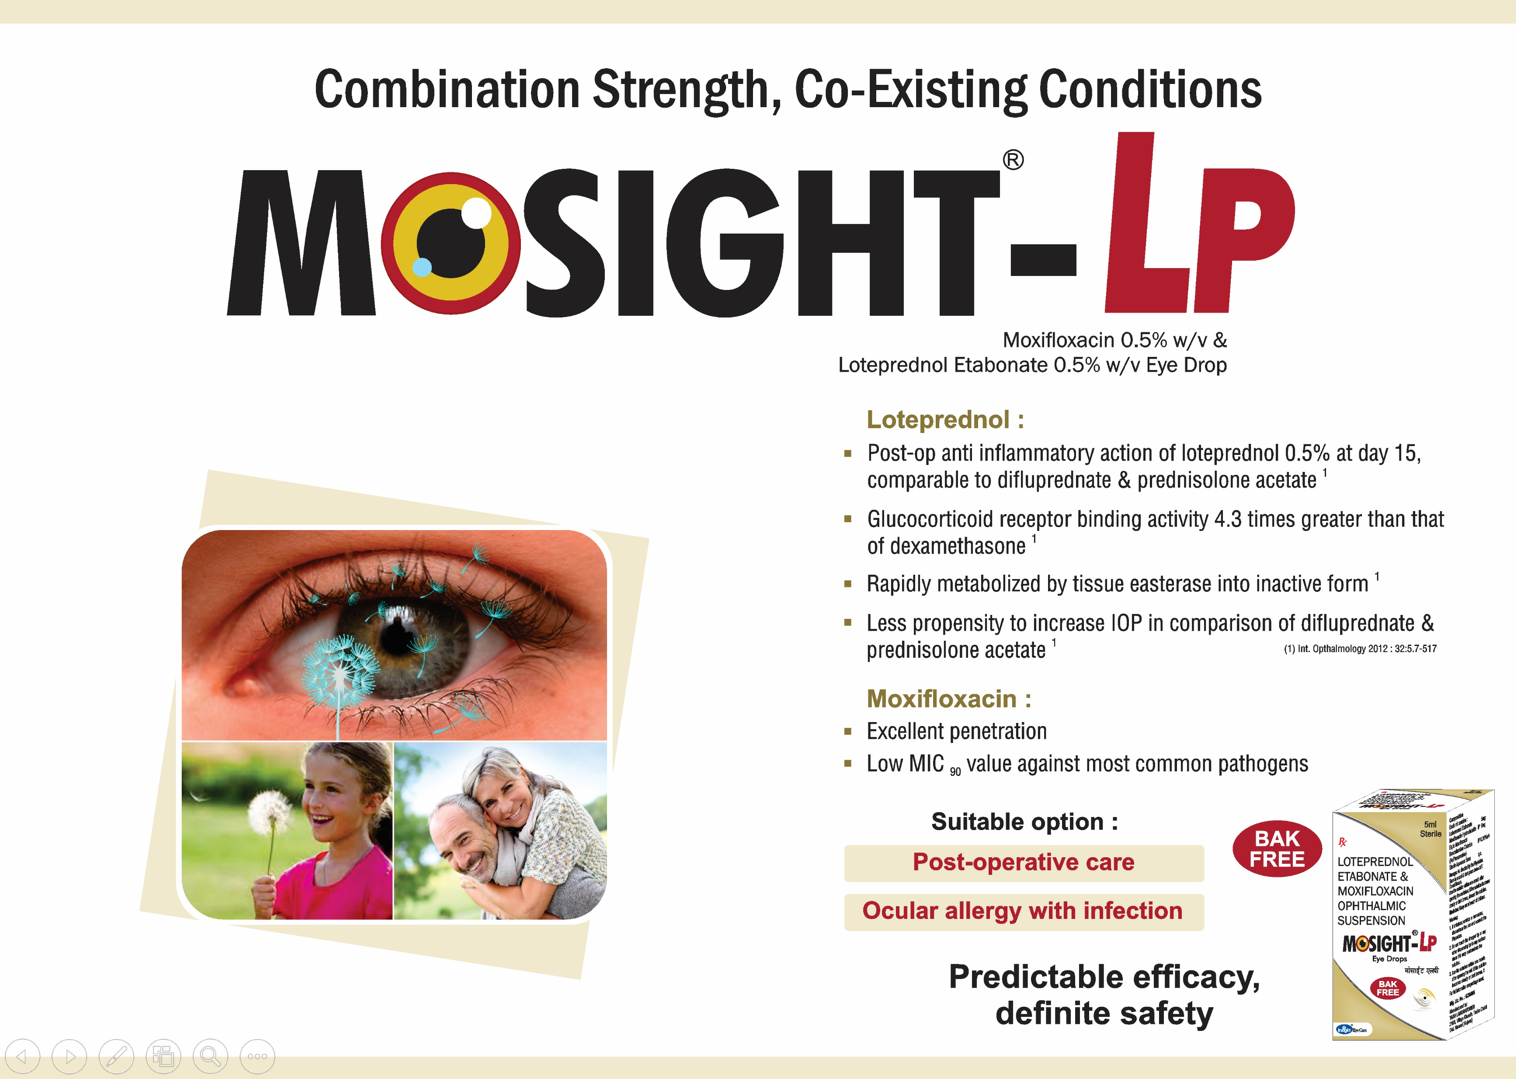 Combination Strength, Co-Existing Conditions
MOSIGHT®-LP
Moxifloxacin 0.5% w/v &
Loteprednol Etabonate 0.5% w/v Eye Drop
Loteprednol :
▪ Post-op anti inflammatory action of loteprednol 0.5% at day 15,
comparable to difluprednate & prednisolone acetate 1
▪ Glucocorticoid receptor binding activity 4.3 times greater than that
of dexamethasone 1
▪ Rapidly metabolized by tissue easterase into inactive form 1
▪ Less propensity to increase IOP in comparison of difluprednate &
prednisolone acetate 1
(1) Int. Opthalmology 2012 : 32:5.7-517
Moxifloxacin :
▪ Excellent penetration
▪ Low MIC 90 value against most common pathogens
Suitable option :
Post-operative care
Ocular allergy with infection
BAK
FREE
Predictable efficacy,
definite safety
MOSIGHT-LP
5ml
Sterile
Rx
LOTEPREDNOL
ETABONATE &
MOXIFLOXACIN
OPHTHALMIC
SUSPENSION
MOSIGHT®-LP
Eye Drops
मोसाईट एलपी
BAK
FREE